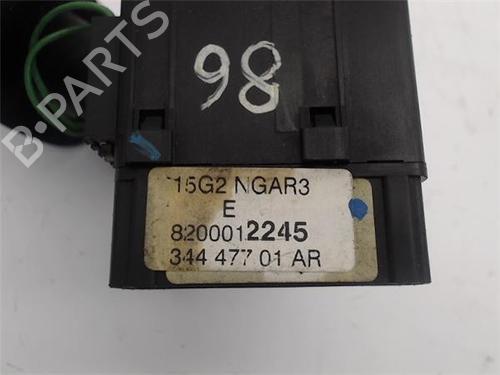 98
B-PARTS
15G2 NGAR3
E
8200012245
344 477 01 AR